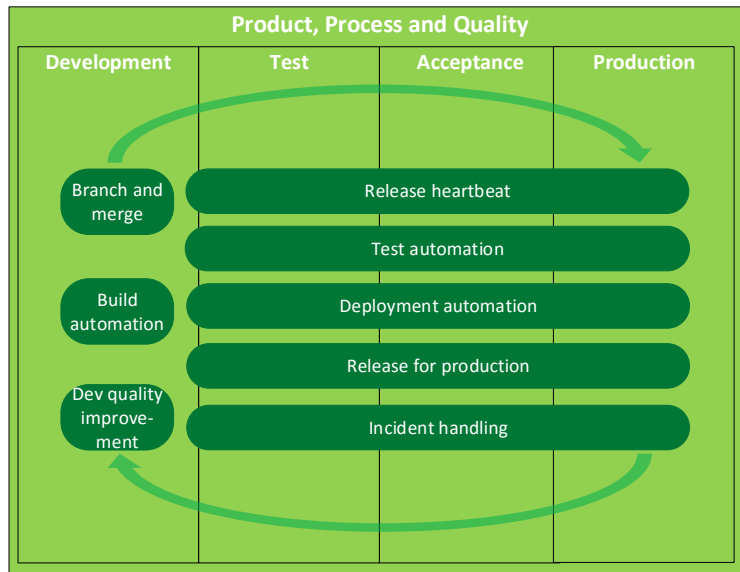 Product, Process and Quality
Development
Test
Acceptance
Production
Branch and
merge
Release heartbeat
Test automation
Build
automation
Deployment automation
Release for production
Dev quality
improve-
ment
Incident handling